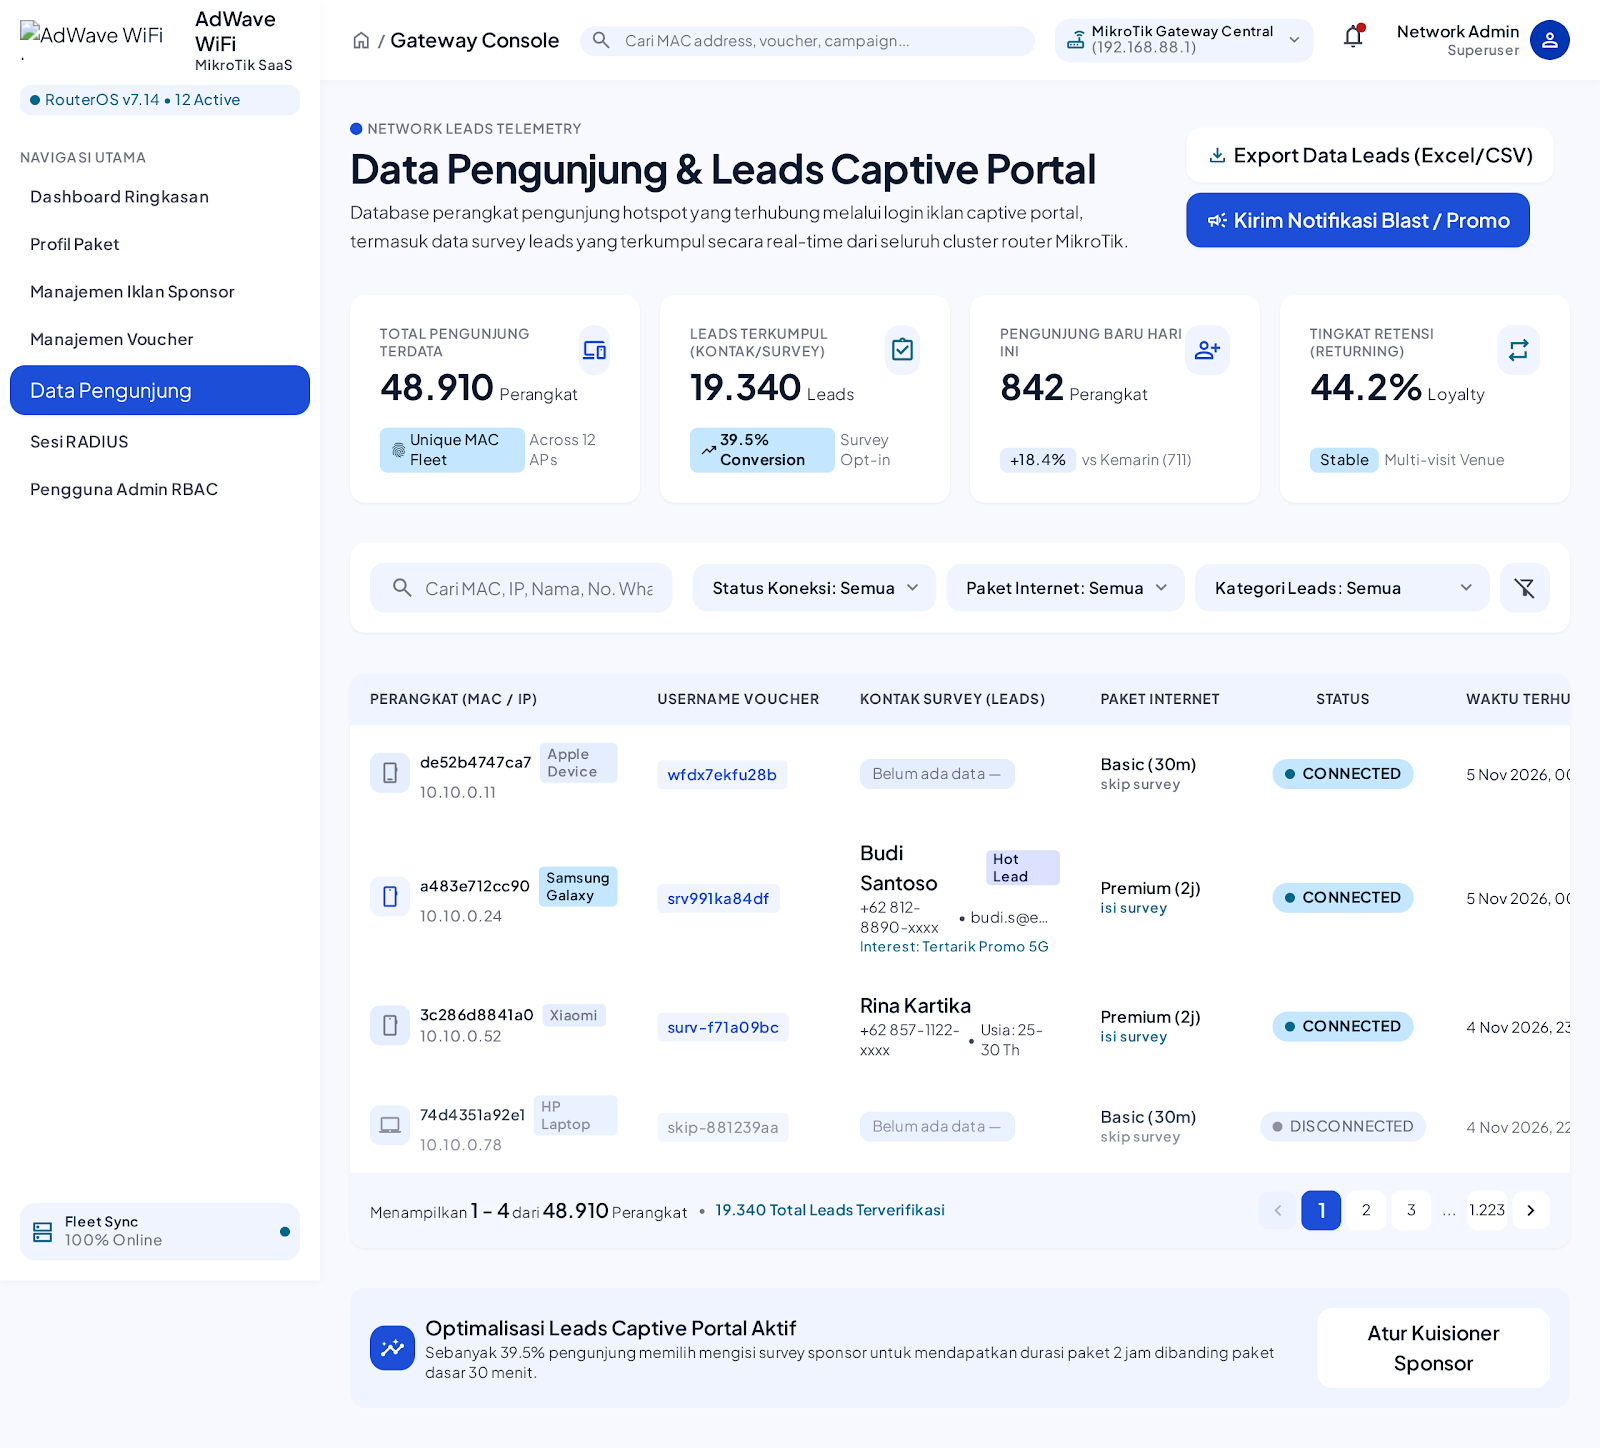 AdWave WiFi
.
AdWave
WiFi
MikroTik SaaS
RouterOS v7.14 • 12 Active
NAVIGASI UTAMA
Dashboard Ringkasan
Profil Paket
Manajemen Iklan Sponsor
Manajemen Voucher
Data Pengunjung
Sesi RADIUS
Pengguna Admin RBAC
Fleet Sync
100% Online
/ Gateway Console
Cari MAC address, voucher, campaign...
MikroTik Gateway Central
(192.168.88.1)
Network Admin
Superuser
NETWORK LEADS TELEMETRY
Data Pengunjung & Leads Captive Portal
Database perangkat pengunjung hotspot yang terhubung melalui login iklan captive portal,
termasuk data survey leads yang terkumpul secara real-time dari seluruh cluster router MikroTik.
Export Data Leads (Excel/CSV)
Kirim Notifikasi Blast / Promo
TOTAL PENGUNJUNG
TERDATA
48.910 Perangkat
Unique MAC
Fleet
Across 12
APs
LEADS TERKUMPUL
(KONTAK/SURVEY)
19.340 Leads
39.5%
Conversion
Survey
Opt-in
PENGUNJUNG BARU HARI
INI
842 Perangkat
+18.4% vs Kemarin (711)
TINGKAT RETENSI
(RETURNING)
44.2% Loyalty
Stable Multi-visit Venue
Cari MAC, IP, Nama, No. Wha
Status Koneksi: Semua
Paket Internet: Semua
Kategori Leads: Semua
PERANGKAT (MAC / IP) USERNAME VOUCHER KONTAK SURVEY (LEADS) PAKET INTERNET STATUS WAKTU TERHU
de52b4747ca7
Apple
Device
10.10.0.11
wfdx7ekfu28b
Belum ada data —
Basic (30m)
skip survey
CONNECTED
5 Nov 2026, 00
a483e712cc90
Samsung
Galaxy
10.10.0.24
srv991ka84df
Budi
Santoso
Hot
Lead
+62 812-
8890-xxxx
• budi.s@e...
Interest: Tertarik Promo 5G
Premium (2j)
isi survey
CONNECTED
5 Nov 2026, 00
3c286d8841a0
Xiaomi
10.10.0.52
surv-f71a09bc
Rina Kartika
+62 857-1122-
xxxx
•
Usia: 25-
30 Th
Premium (2j)
isi survey
CONNECTED
4 Nov 2026, 23
74d4351a92e1
HP
Laptop
10.10.0.78
skip-881239aa
Belum ada data —
Basic (30m)
skip survey
DISCONNECTED
4 Nov 2026, 22
Menampilkan 1 - 4 dari 48.910 Perangkat • 19.340 Total Leads Terverifikasi
1 2 3 ... 1.223
Optimalisasi Leads Captive Portal Aktif
Sebanyak 39.5% pengunjung memilih mengisi survey sponsor untuk mendapatkan durasi paket 2 jam dibanding paket
dasar 30 menit.
Atur Kuisioner
Sponsor